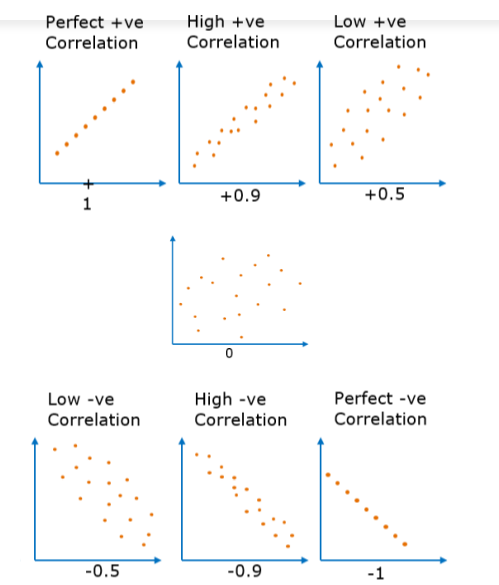 Perfect +ve
Correlation
High +ve
Correlation
Low +ve
Correlation
+
1
+0.9
+0.5
0
Low -ve
Correlation
High -ve
Correlation
Perfect -ve
Correlation
-0.5
-0.9
-1